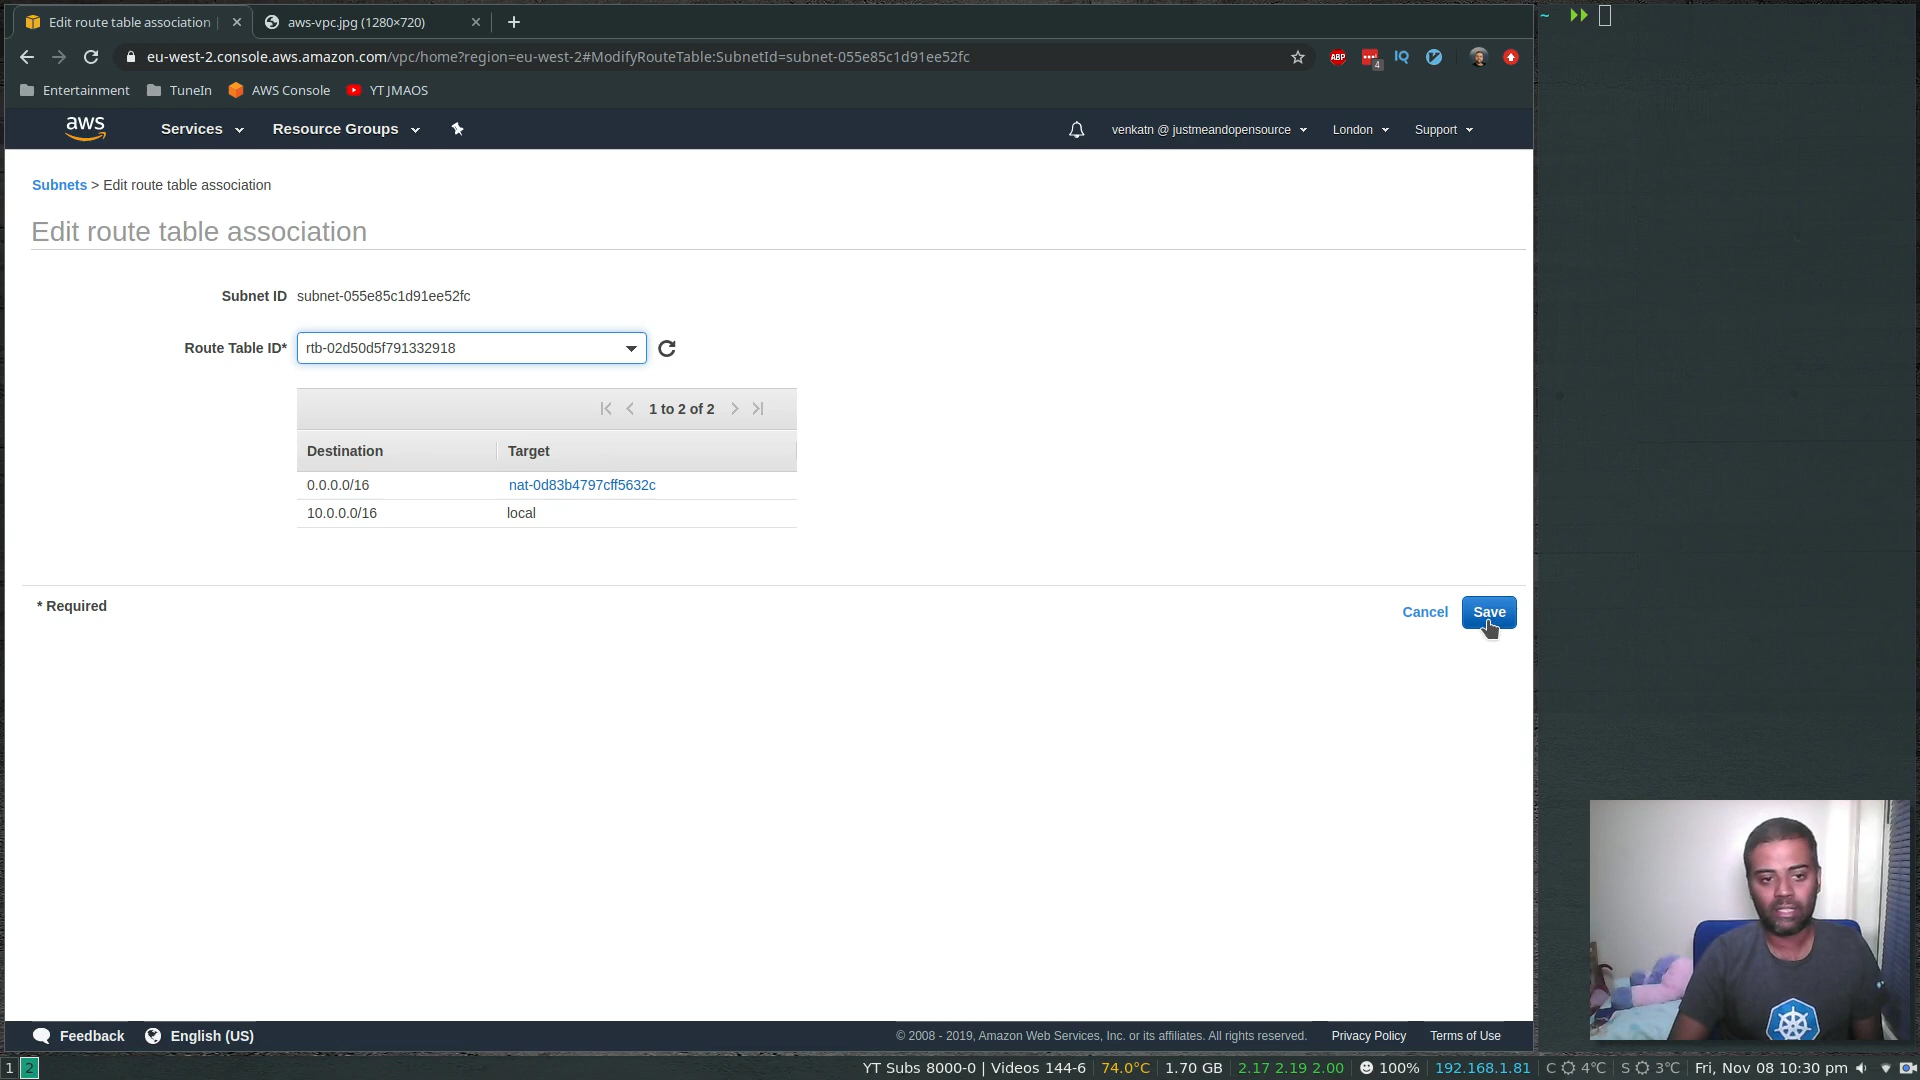 Edit route table association
aws-vpc.jpg (1280×720)
~
eu-west-2.console.aws.amazon.com/vpc/home?region=eu-west-2#ModifyRouteTable:SubnetId=subnet-055e85c1d91ee52fc
ABP
4
IQ
Entertainment
TuneIn
AWS Console
YT JMAOS
aws
Services
Resource Groups
venkatn @ justmeandopensource
London
Support
Subnets > Edit route table association
Edit route table association
Subnet ID subnet-055e85c1d91ee52fc
Route Table ID* rtb-02d50d5f791332918
1 to 2 of 2
Destination Target
0.0.0.0/16 nat-0d83b4797cff5632c
10.0.0.0/16 local
* Required
Cancel Save
Feedback English (US)
© 2008 - 2019, Amazon Web Services, Inc. or its affiliates. All rights reserved. Privacy Policy Terms of Use
1 2 YT Subs 8000-0 | Videos 144-6 74.0°C 1.70 GB 2.17 2.19 2.00 100% 192.168.1.81 C 4°C S 3°C Fri, Nov 08 10:30 pm